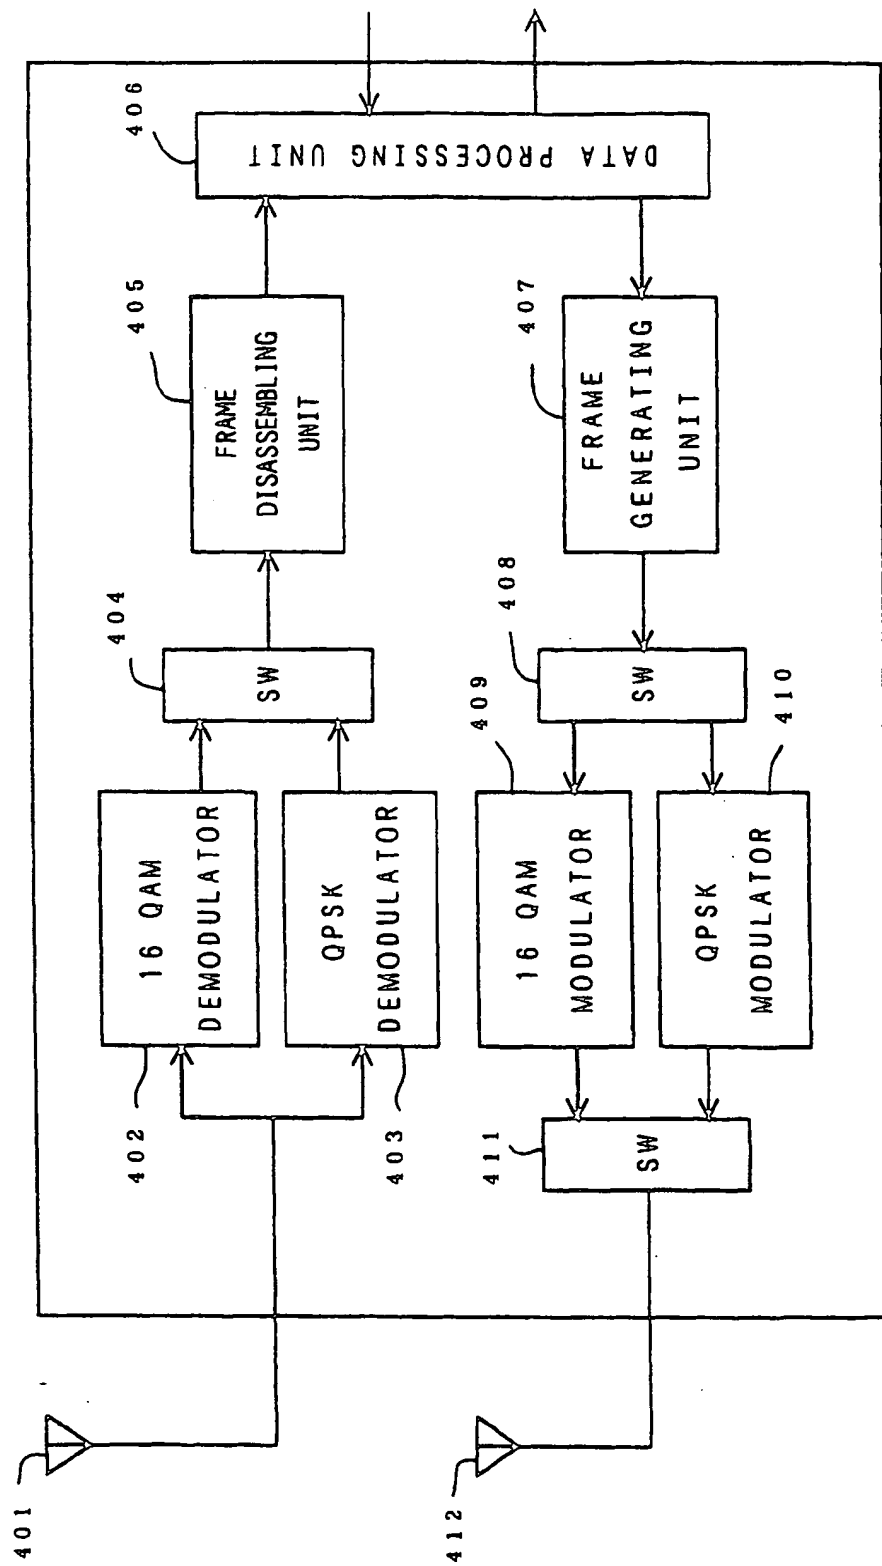 401
402
16 QAM
DEMODULATOR
403
QPSK
DEMODULATOR
404
SW
405
FRAME
DISASSEMBLING
UNIT
406
DATA PROCESSING UNIT
407
FRAME
GENERATING
UNIT
408
SW
409
16 QAM
MODULATOR
410
QPSK
MODULATOR
411
SW
412